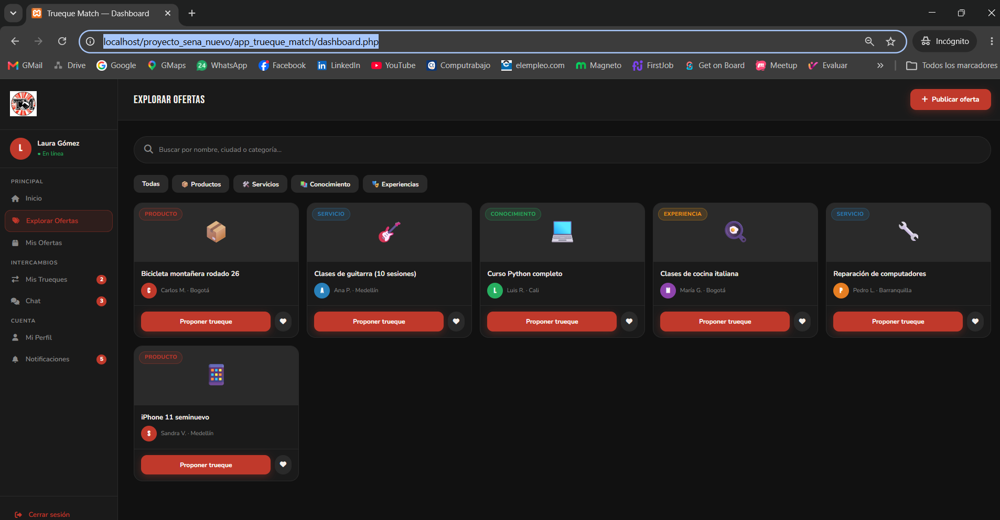 Trueque Match — Dashboard
localhost/proyecto_sena_nuevo/app_trueque_match/dashboard.php
Incógnito
GMail
Drive
Google
GMaps
24
WhatsApp
Facebook
LinkedIn
YouTube
Computrabajo
elempleo.com
Magneto
FirstJob
Get on Board
Meetup
Evaluar
Todos los marcadores
TM
L
Laura Gómez
En línea
PRINCIPAL
Inicio
Explorar Ofertas
Mis Ofertas
INTERCAMBIOS
Mis Trueques
2
Chat
3
CUENTA
Mi Perfil
Notificaciones
5
Cerrar sesión
EXPLORAR OFERTAS
+ Publicar oferta
Buscar por nombre, ciudad o categoría...
Todas
Productos
Servicios
Conocimiento
Experiencias
PRODUCTO
Bicicleta montañera rodado 26
C
Carlos M. · Bogotá
Proponer trueque
SERVICIO
Clases de guitarra (10 sesiones)
A
Ana P. · Medellín
Proponer trueque
CONOCIMIENTO
Curso Python completo
L
Luis R. · Cali
Proponer trueque
EXPERIENCIA
Clases de cocina italiana
M
María G. · Bogotá
Proponer trueque
SERVICIO
Reparación de computadores
P
Pedro L. · Barranquilla
Proponer trueque
PRODUCTO
iPhone 11 seminuevo
S
Sandra V. · Medellín
Proponer trueque